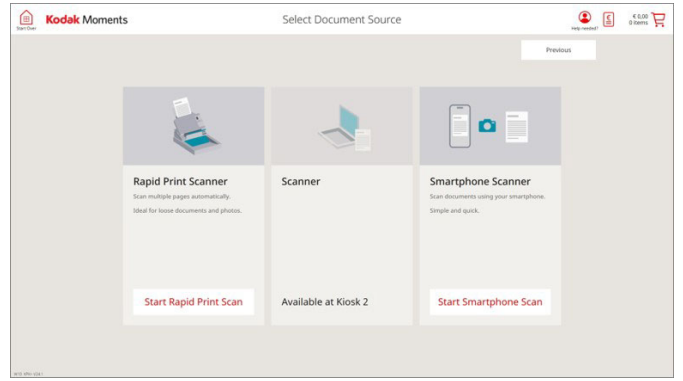 Kodak Moments
Select Document Source
Start Over
Help needed?
€ 0,00
0 items
Previous
Rapid Print Scanner
Scan multiple pages automatically.
Ideal for loose documents and photos.
Start Rapid Print Scan
Scanner
Available at Kiosk 2
Smartphone Scanner
Scan documents using your smartphone.
Simple and quick.
Start Smartphone Scan